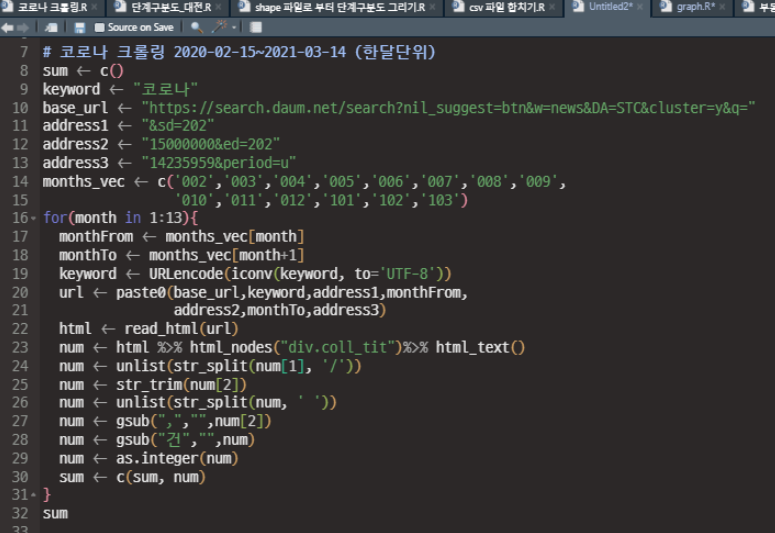 코로나 크롤링.R × 단계구분도_대전.R × shape 파일로 부터 단계구분도 그리기.R × csv 파일 합치기.R × Untitled2* × graph.R* ×
Source on Save
7 # 코로나 크롤링 2020-02-15~2021-03-14 (한달단위)
8 sum <- c()
9 keyword <- "코로나"
10 base_url <- "https://search.daum.net/search?nil_suggest=btn&w=news&DA=STC&cluster=y&q="
11 address1 <- "&sd=202"
12 address2 <- "15000000&ed=202"
13 address3 <- "14235959&period=u"
14 months_vec <- c('002','003','004','005','006','007','008','009',
15 '010','011','012','101','102','103')
16 for(month in 1:13){
17 monthFrom <- months_vec[month]
18 monthTo <- months_vec[month+1]
19 keyword <- URLencode(iconv(keyword, to='UTF-8'))
20 url <- paste0(base_url,keyword,address1,monthFrom,
21 address2,monthTo,address3)
22 html <- read_html(url)
23 num <- html %>% html_nodes("div.coll_tit")%>% html_text()
24 num <- unlist(str_split(num[1], '/'))
25 num <- str_trim(num[2])
26 num <- unlist(str_split(num, ' '))
27 num <- gsub(",","",num[2])
28 num <- gsub("건","",num)
29 num <- as.integer(num)
30 sum <- c(sum, num)
31 }
32 sum
33